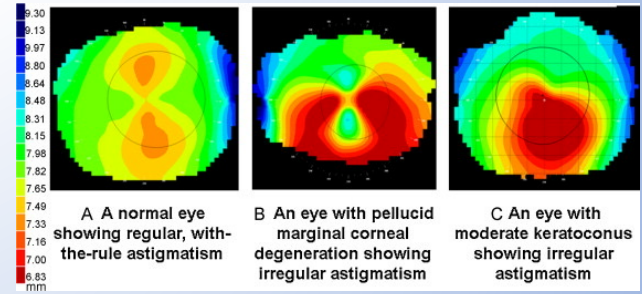 9.30
9.13
9.97
8.80
8.64
8.48
8.31
8.15
7.98
7.82
7.65
7.49
7.33
7.16
7.00
6.83
mm
A A normal eye
showing regular, with-
the-rule astigmatism
B An eye with pellucid
marginal corneal
degeneration showing
irregular astigmatism
C An eye with
moderate keratoconus
showing irregular
astigmatism